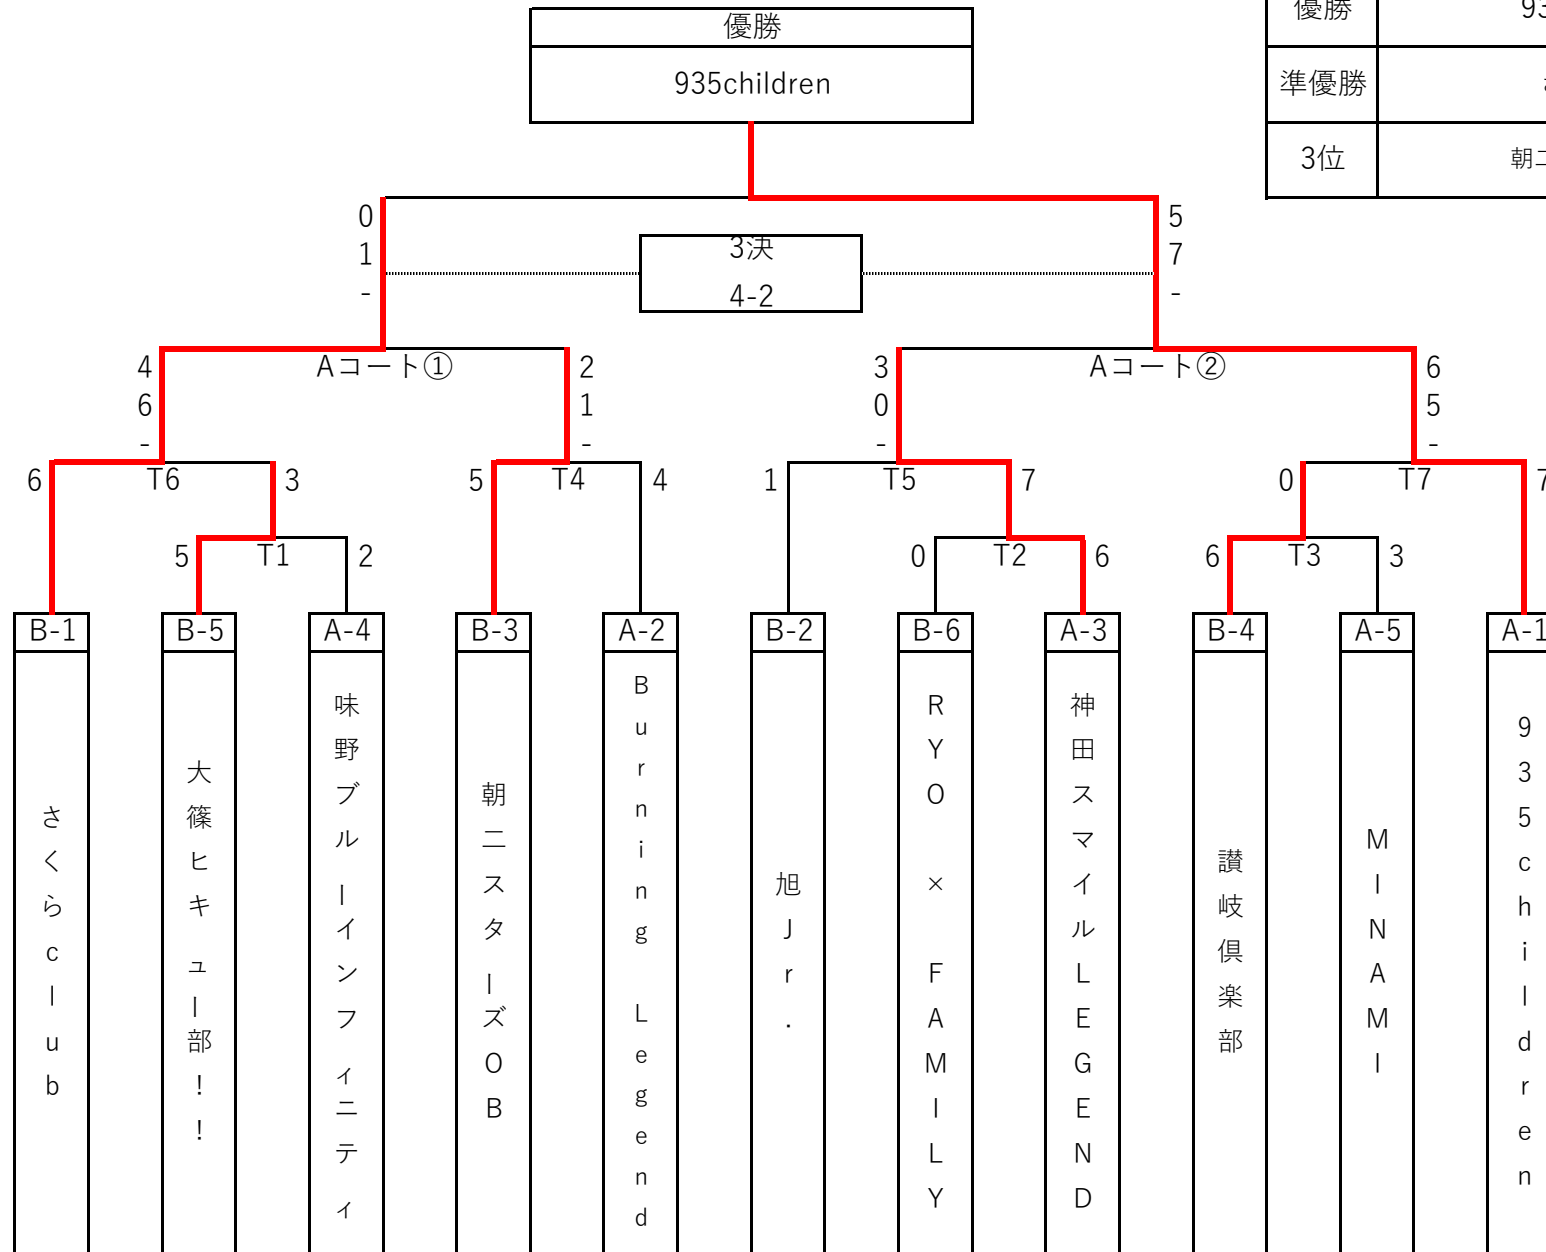 優勝
935children
優勝
93
準優勝
3位
朝二
0 5
1 7
- -
3決
4-2
4 Aコート① 2 3 Aコート② 6
6 1 0 5
- - - -
6 T6 3 5 T4 4 1 T5 7 0 T7 7
5 T1 2 0 T2 6 6 T3 3
B-1 B-5 A-4 B-3 A-2 B-2 B-6 A-3 B-4 A-5 A-1
さくらclub
大篠ヒキュー部!!
味野ブルーインフィニティ
朝二スターズOB
Burning Legend
旭Jr.
RYO × FAMILY
神田スマイルLEGEND
讃岐倶楽部
MINAMI
935children